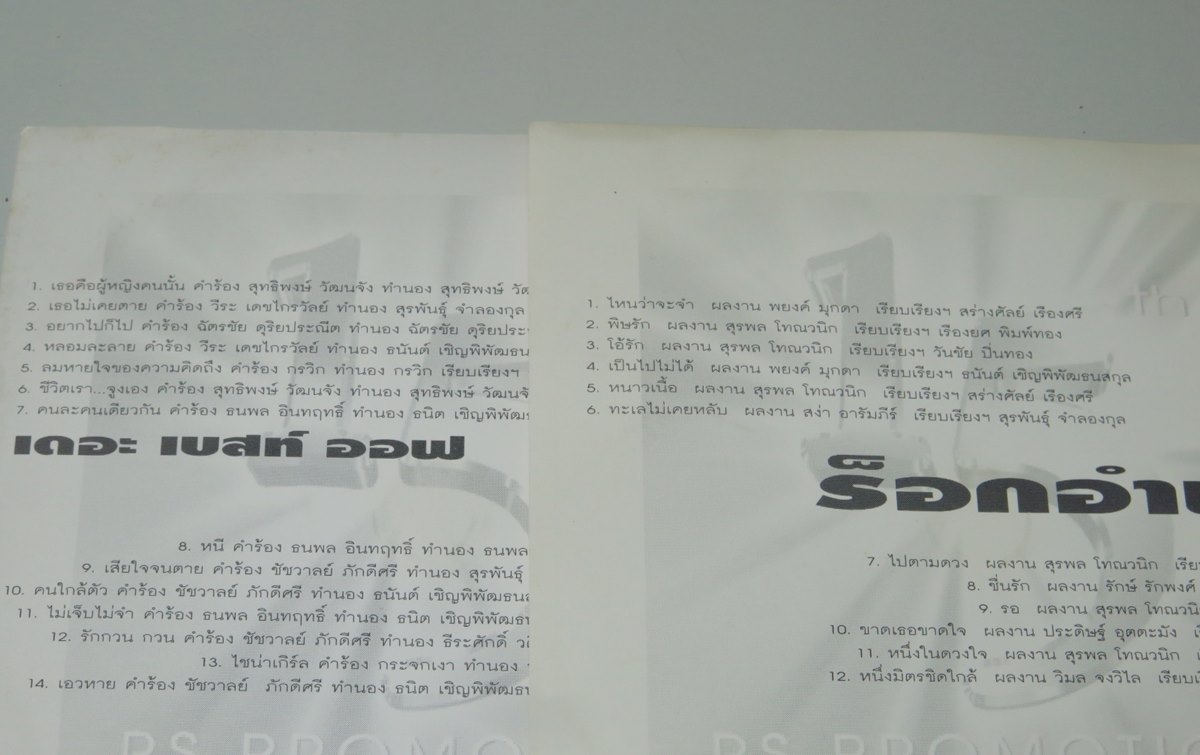 1. เธอคือผู้หญิงคนนั้น คำร้อง สุทธิพงษ์ วัฒนจัง ทำนอง สุทธิพงษ์
2. เธอไม่เคยตาย คำร้อง วีระ เดชไกรวัลย์ ทำนอง สุรพันธุ์ จำลองกุล
3. อยากไปก็ไป คำร้อง ฉัตรชัย ดุริยประณีต ทำนอง ฉัตรชัย
4. หลอมละลาย คำร้อง วีระ เดชไกรวัลย์ ทำนอง ธนันต์
5. ลมหายใจของความคิดถึง คำร้อง กรวิก ทำนอง กรวิก เรียบเรียงฯ
6. ชีวิตเรา...จูงเอง คำร้อง สุทธิพงษ์ วัฒนจัง ทำนอง สุทธิพงษ์ วัฒนจัง
7. คนละคนเดียวกัน คำร้อง ธนพล อินทฤทธิ์ ทำนอง ธนิต
เดอะ เบสท์ ออฟ
8. หนี คำร้อง ธนพล อินทฤทธิ์ ทำนอง ธนพล
9. เสียใจจนตาย คำร้อง ชัชวาลย์ ภักดีศรี ทำนอง สุรพันธุ์
10. คนใกล้ตัว คำร้อง ชัชวาลย์ ภักดีศรี ทำนอง ธนันต์
11. ไม่เจ็บไม่จำ คำร้อง ธนพล อินทฤทธิ์ ทำนอง ธนิต
12. รักกวน กวน คำร้อง ชัชวาลย์ ภักดีศรี ทำนอง ธีระศักดิ์
13. ไชน่าเกิร์ล คำร้อง กระจกเงา ทำนอง
14. เอวหาย คำร้อง ชัชวาลย์ ภักดีศรี ทำนอง ธนิต
RS PROMO
1. ไหนว่าจะจำ ผลงาน พยงค์ มุกดา เรียบเรียงฯ สร่างศัลย์ เรืองศรี
2. พิษรัก ผลงาน สุรพล โทณวนิก เรียบเรียงฯ เรืองยศ พิมพ์ทอง
3. โอ้รัก ผลงาน สุรพล โทณวนิก เรียบเรียงฯ วันชัย ปิ่นทอง
4. เป็นไปไม่ได้ ผลงาน พยงค์ มุกดา เรียบเรียงฯ ธนันต์ เชิญพิพัฒธนสกุล
5. หนาวเนื้อ ผลงาน สุรพล โทณวนิก เรียบเรียงฯ สร่างศัลย์ เรืองศรี
6. ทะเลไม่เคยหลับ ผลงาน สง่า อารัมภีร์ เรียบเรียงฯ สุรพันธุ์ จำลองกุล
ร็อกอำ
7. ไปตามดวง ผลงาน สุรพล โทณวนิก
8. ชื่นรัก ผลงาน รักษ์ รักพงศ์
9. รอ ผลงาน สุรพล
10. ขาดเธอขาดใจ ผลงาน ประดิษฐ์ อุตตะมัง
11. หนึ่งในดวงใจ ผลงาน สุรพล โทณวนิก
12. หนึ่งมิตรชิดใกล้ ผลงาน วิมล จงวิไล
RS PROMOTIO